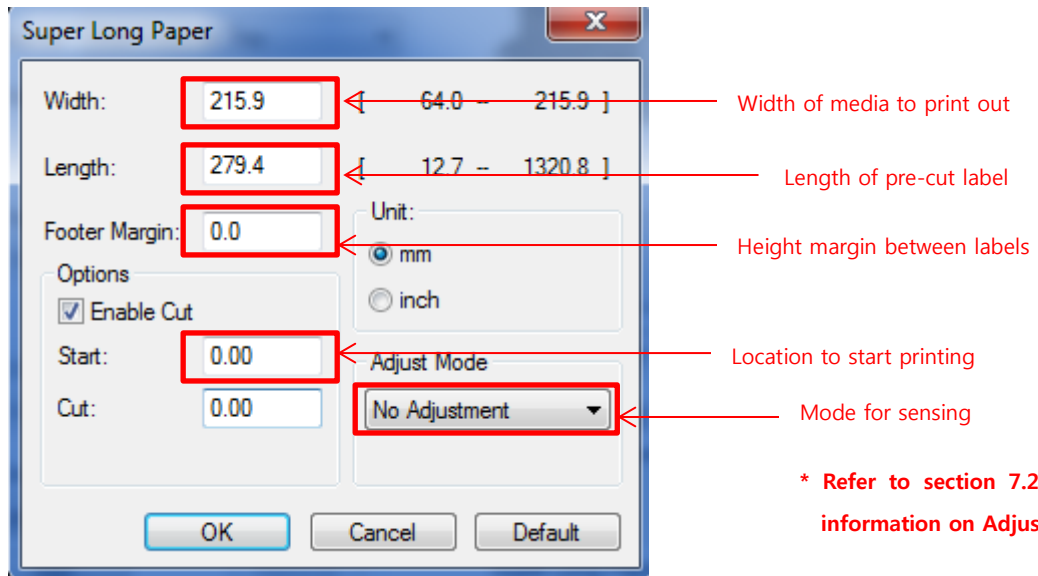 Super Long Paper
Width: 215.9 [ 64.0 -- 215.9 ] Width of media to print out
Length: 279.4 [ 12.7 -- 1320.8 ] Length of pre-cut label
Footer Margin: 0.0 Unit: Height margin between labels
mm
Options
Enable Cut inch
Start: 0.00 Adjust Mode Location to start printing
Cut: 0.00 No Adjustment Mode for sensing
* Refer to section 7.2
information on Adjus
OK Cancel Default